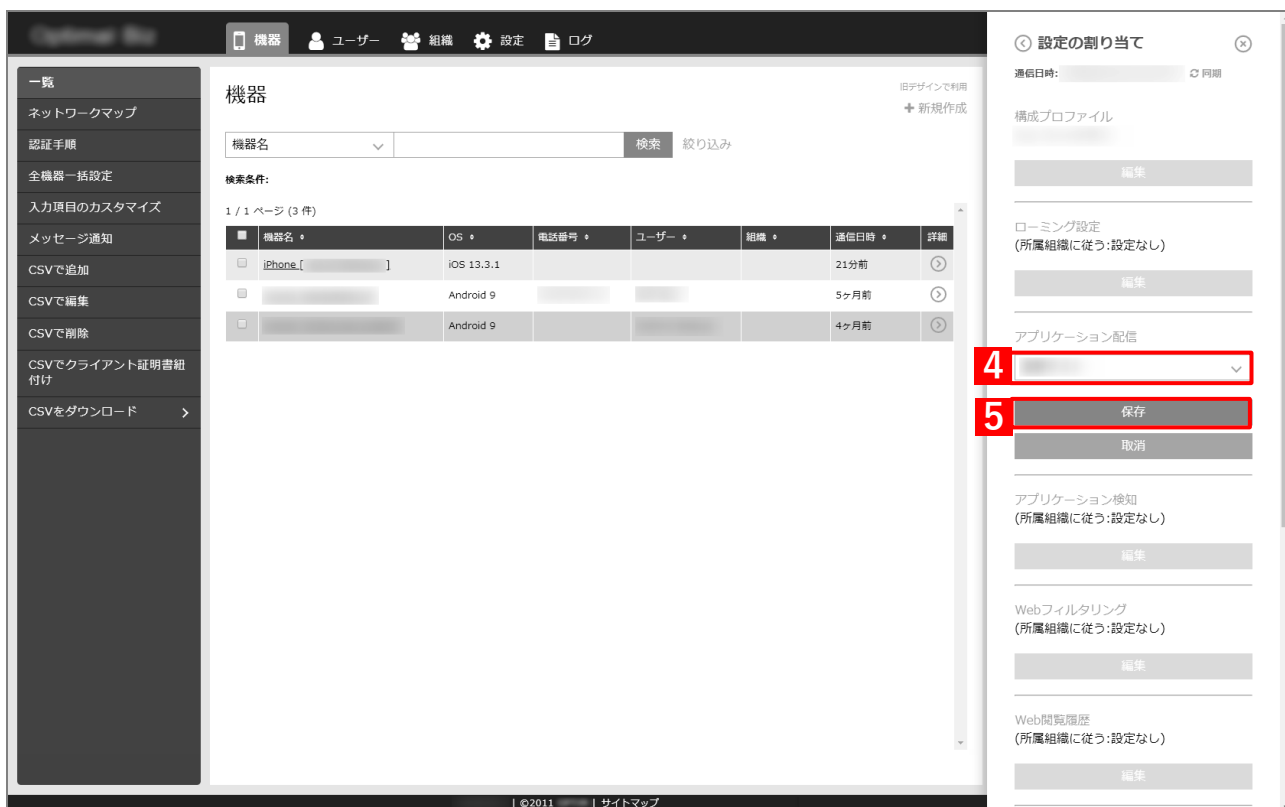 機器
ユーザー
組織
設定
ログ
一覧
ネットワークマップ
認証手順
全機器一括設定
入力項目のカスタマイズ
メッセージ通知
CSVで追加
CSVで編集
CSVで削除
CSVでクライアント証明書紐
付け
CSVをダウンロード
機器
旧デザインで利用
+ 新規作成
機器名
検索
絞り込み
検索条件:
1 / 1 ページ (3 件)
機器名 OS 電話番号 ユーザー 組織 通信日時 詳細
iPhone [ ] iOS 13.3.1 21分前
Android 9 5ヶ月前
Android 9 4ヶ月前
設定の割り当て
通信日時: 同期
構成プロファイル
編集
ローミング設定
(所属組織に従う:設定なし)
編集
アプリケーション配信
4
5 保存
取消
アプリケーション検知
(所属組織に従う:設定なし)
編集
Webフィルタリング
(所属組織に従う:設定なし)
編集
Web閲覧履歴
(所属組織に従う:設定なし)
編集
| ©2011 | サイトマップ